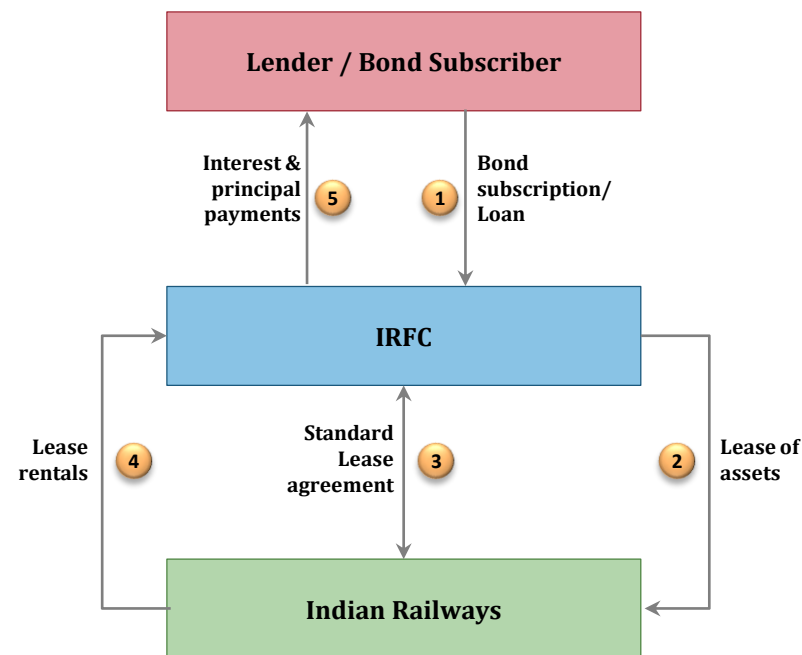 Lender / Bond Subscriber
Interest &
principal
payments
5
1
Bond
subscription/
Loan
IRFC
Lease
rentals
4
Standard
Lease
agreement
3
2
Lease of
assets
Indian Railways